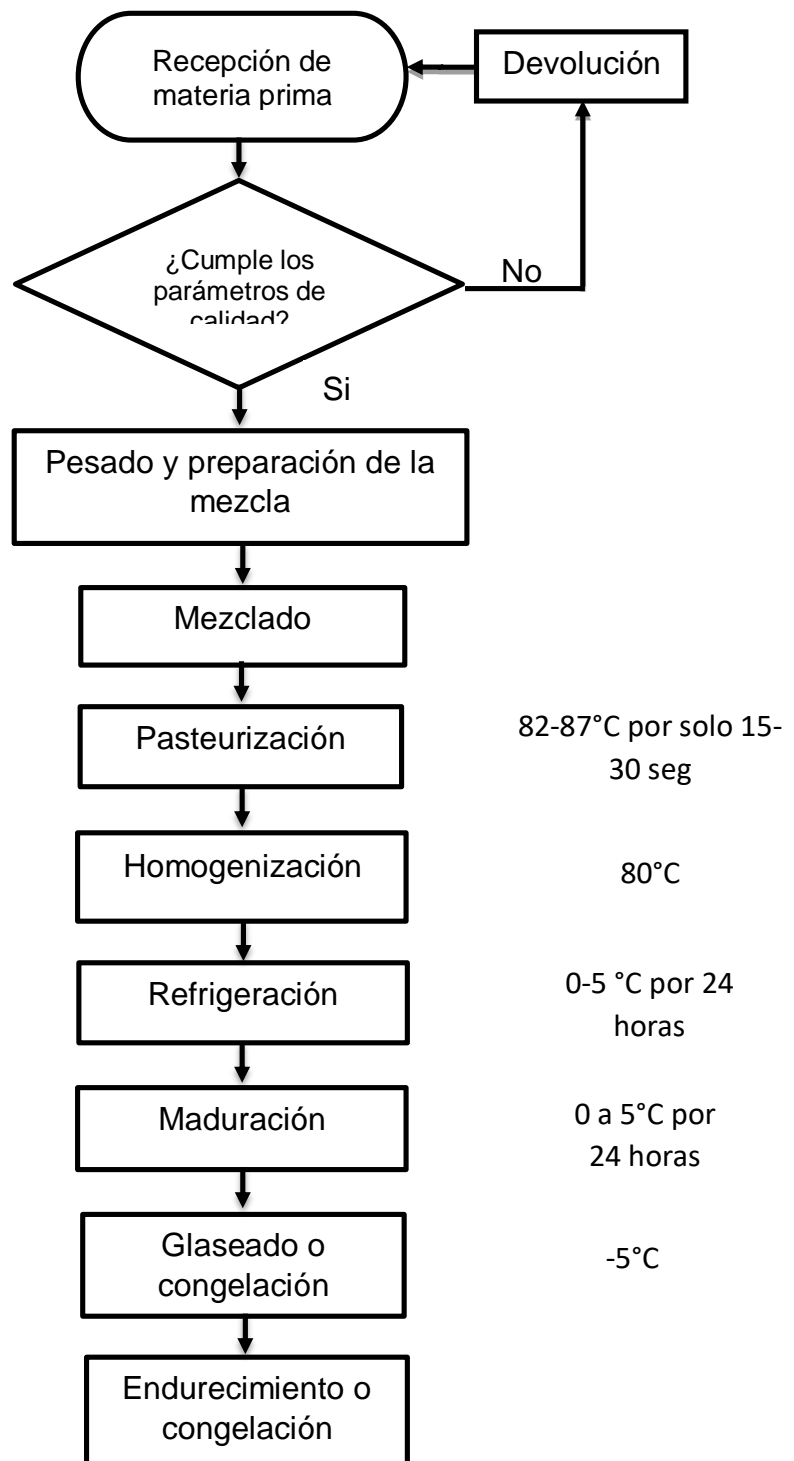 Recepción de
materia prima
Devolución
¿Cumple los
parámetros de
calidad?
No
Si
Pesado y preparación de la
mezcla
Mezclado
Pasteurización
82-87°C por solo 15-
30 seg
Homogenización
80°C
Refrigeración
0-5 °C por 24
horas
Maduración
0 a 5°C por
24 horas
Glaseado o
congelación
-5°C
Endurecimiento o
congelación